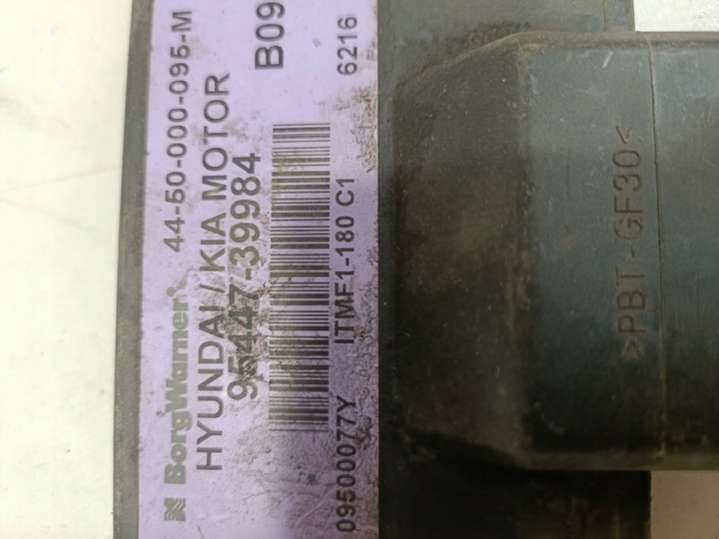 BorgWarner 44-50-000-095-M
HYUNDAI / KIA MOTOR
95447-39984 B09
09500077Y ITMF1-180 C1 6216
>PBT-GF30<